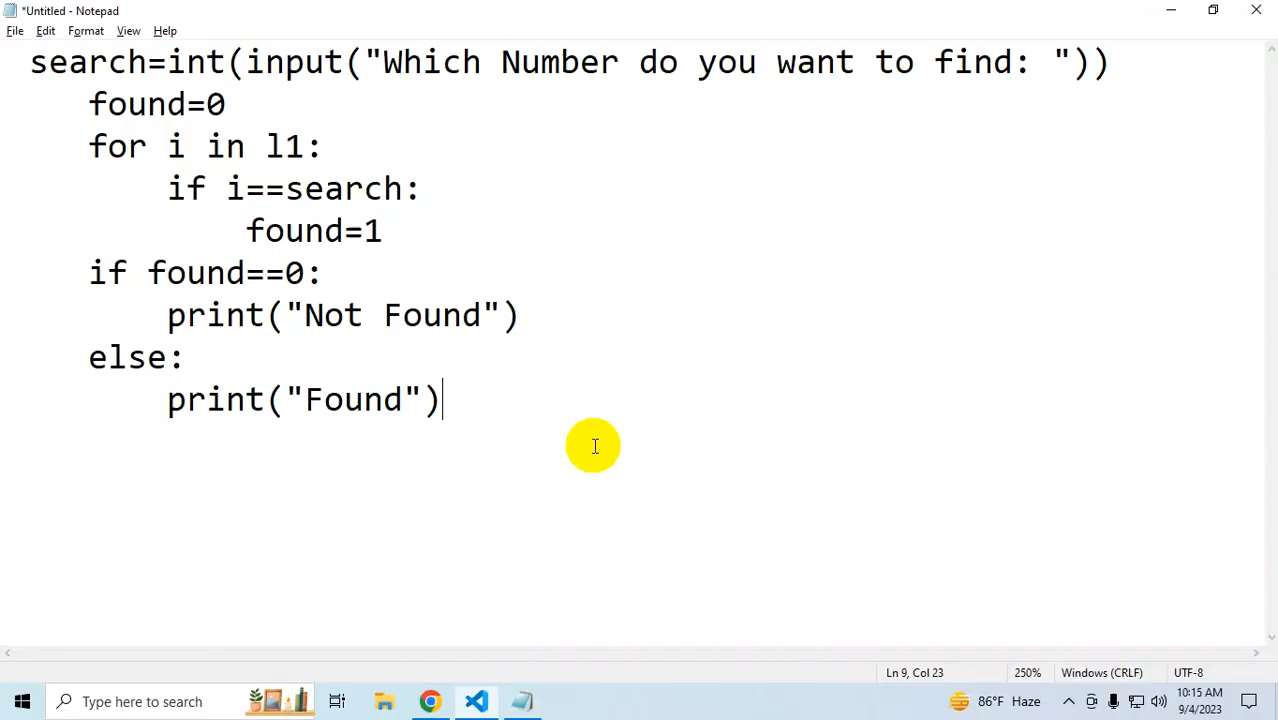 *Untitled - Notepad
File Edit Format View Help
search=int(input("Which Number do you want to find: "))
   found=0
   for i in l1:
       if i==search:
           found=1
   if found==0:
       print("Not Found")
   else:
       print("Found")
Ln 9, Col 23 250% Windows (CRLF) UTF-8
Type here to search 86°F Haze 10:15 AM
9/4/2023